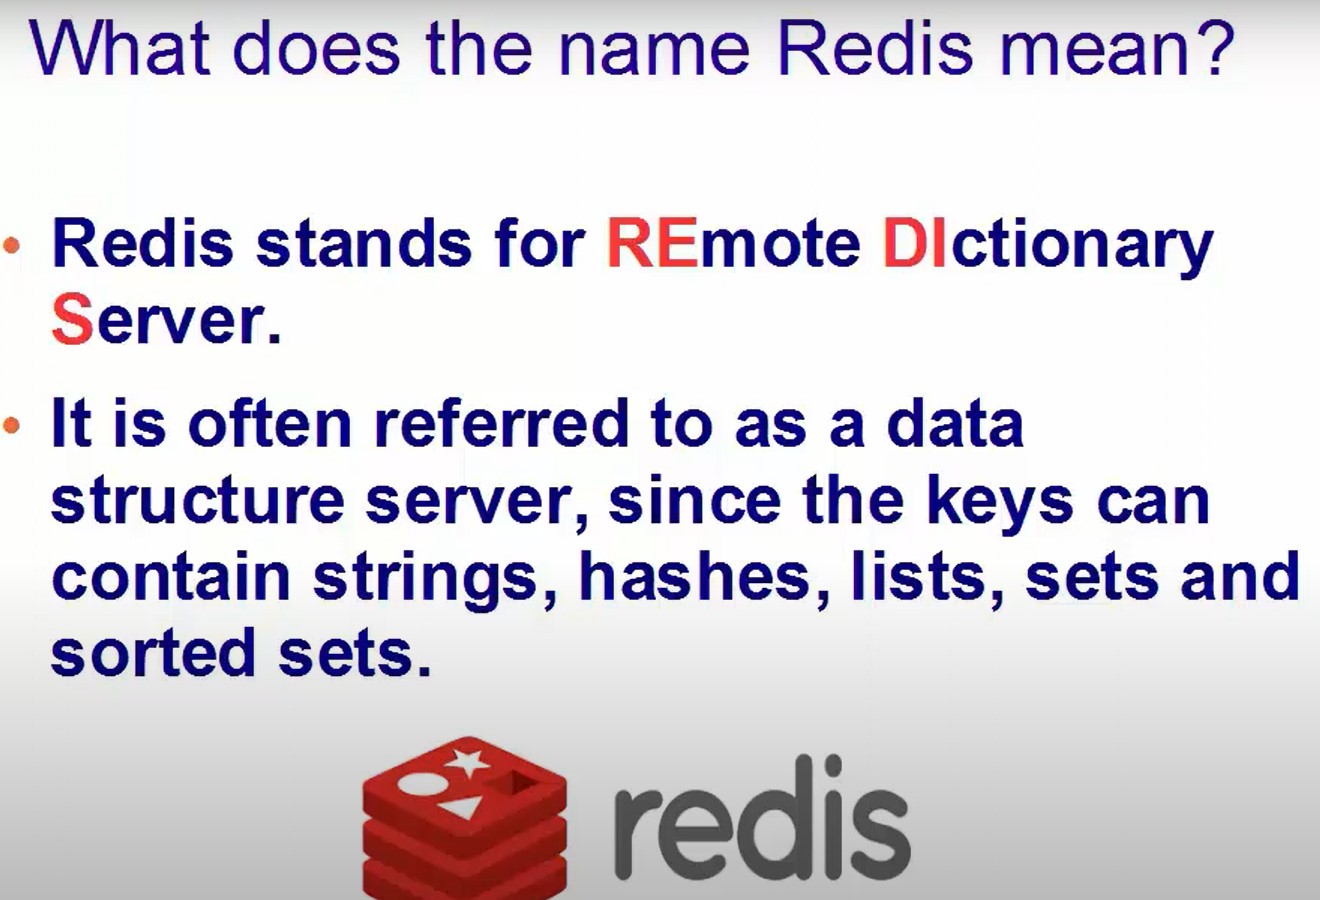 What does the name Redis mean?
• Redis stands for REmote DIctionary
Server.
• It is often referred to as a data
structure server, since the keys can
contain strings, hashes, lists, sets and
sorted sets.
redis